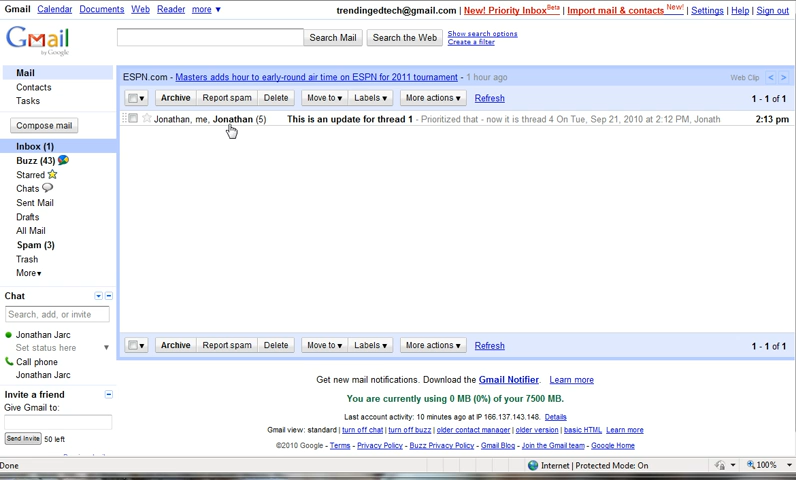 Gmail Calendar Documents Web Reader more ▾
trendingedtech@gmail.com | New! Priority Inbox Beta | Import mail & contacts New! | Settings | Help | Sign out
Gmail by Google
Search Mail Search the Web Show search options
Create a filter
Mail
Contacts
Tasks
Compose mail
Inbox (1)
Buzz (43)
Starred
Chats
Sent Mail
Drafts
All Mail
Spam (3)
Trash
More▾
Chat
Search, add, or invite
Jonathan Jarc
Set status here
Call phone
Jonathan Jarc
Invite a friend
Give Gmail to:
Send Invite 50 left
ESPN.com - Masters adds hour to early-round air time on ESPN for 2011 tournament - 1 hour ago Web Clip < >
Archive Report spam Delete Move to ▾ Labels ▾ More actions ▾ Refresh 1 - 1 of 1
Jonathan, me, Jonathan (5) This is an update for thread 1 - Prioritized that - now it is thread 4 On Tue, Sep 21, 2010 at 2:12 PM, Jonath 2:13 pm
Archive Report spam Delete Move to ▾ Labels ▾ More actions ▾ Refresh 1 - 1 of 1
Get new mail notifications. Download the Gmail Notifier. Learn more
You are currently using 0 MB (0%) of your 7500 MB.
Last account activity: 10 minutes ago at IP 166.137.143.148. Details
Gmail view: standard | turn off chat | turn off buzz | older contact manager | older version | basic HTML Learn more
©2010 Google - Terms - Privacy Policy - Buzz Privacy Policy - Gmail Blog - Join the Gmail team - Google Home
Done Internet | Protected Mode: On 100%